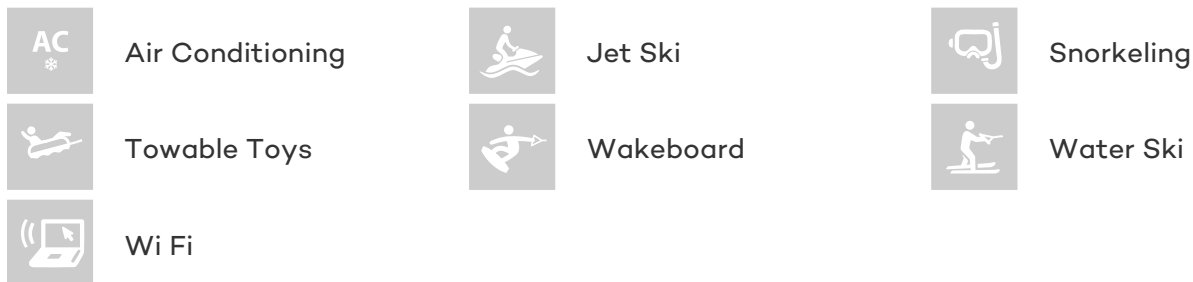 AC
Air Conditioning
Jet Ski
Snorkeling
Towable Toys
Wakeboard
Water Ski
Wi Fi